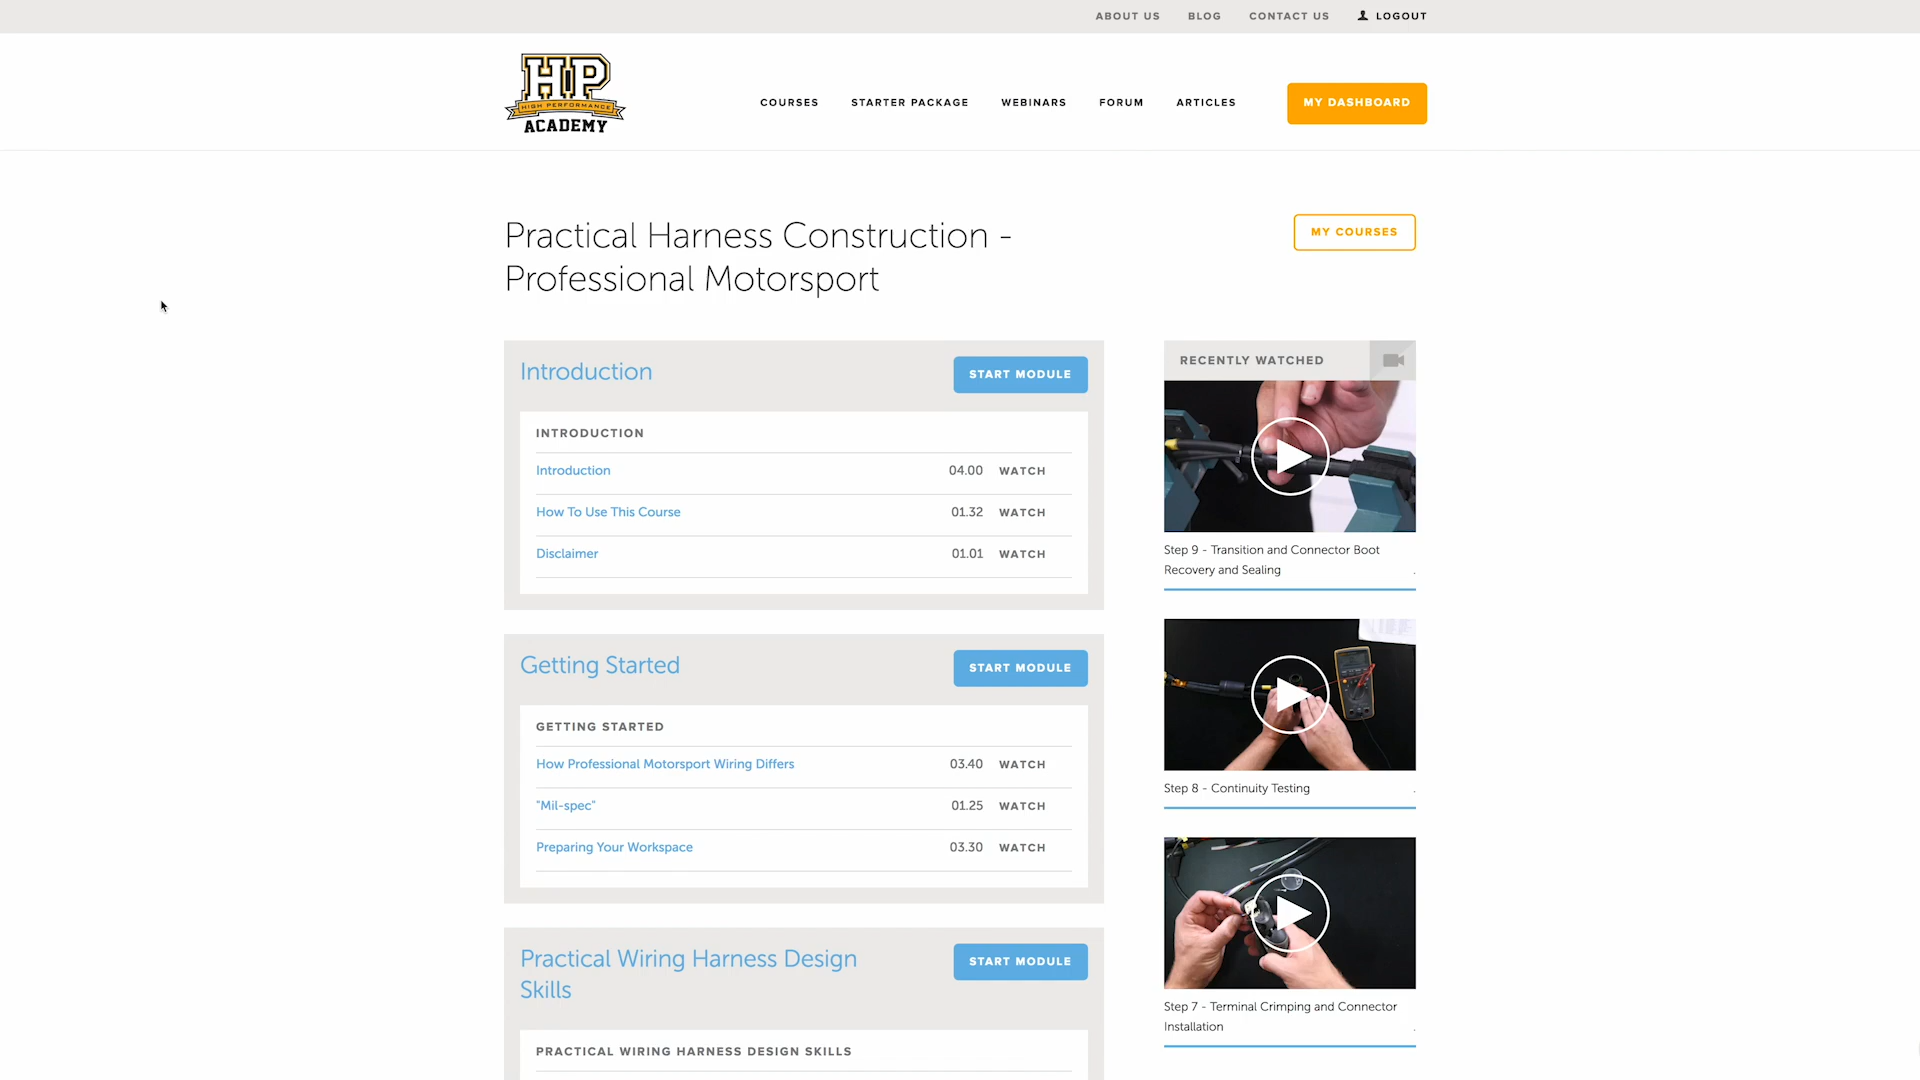 ABOUT US BLOG CONTACT US LOGOUT
HP
HIGH PERFORMANCE
ACADEMY
COURSES STARTER PACKAGE WEBINARS FORUM ARTICLES MY DASHBOARD
Practical Harness Construction -
Professional Motorsport
MY COURSES
Introduction START MODULE
INTRODUCTION
Introduction 04.00 WATCH
How To Use This Course 01.32 WATCH
Disclaimer 01.01 WATCH
Getting Started START MODULE
GETTING STARTED
How Professional Motorsport Wiring Differs 03.40 WATCH
"Mil-spec" 01.25 WATCH
Preparing Your Workspace 03.30 WATCH
Practical Wiring Harness Design
Skills
START MODULE
PRACTICAL WIRING HARNESS DESIGN SKILLS
RECENTLY WATCHED
Step 9 - Transition and Connector Boot
Recovery and Sealing .
Step 8 - Continuity Testing .
Step 7 - Terminal Crimping and Connector
Installation .